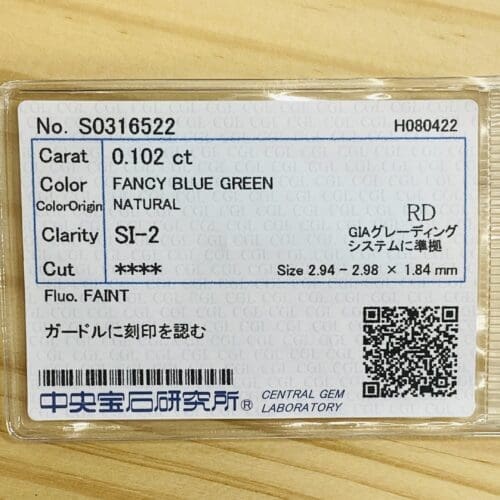 No. S0316522 H080422
Carat 0.102 ct
Color FANCY BLUE GREEN
ColorOrigin NATURAL
Clarity SI-2
RD
GIAグレーディング
システムに準拠
Cut ****
Size 2.94 - 2.98 × 1.84 mm
Fluo. FAINT
ガードルに刻印を認む
中央宝石研究所® CENTRAL GEM
LABORATORY